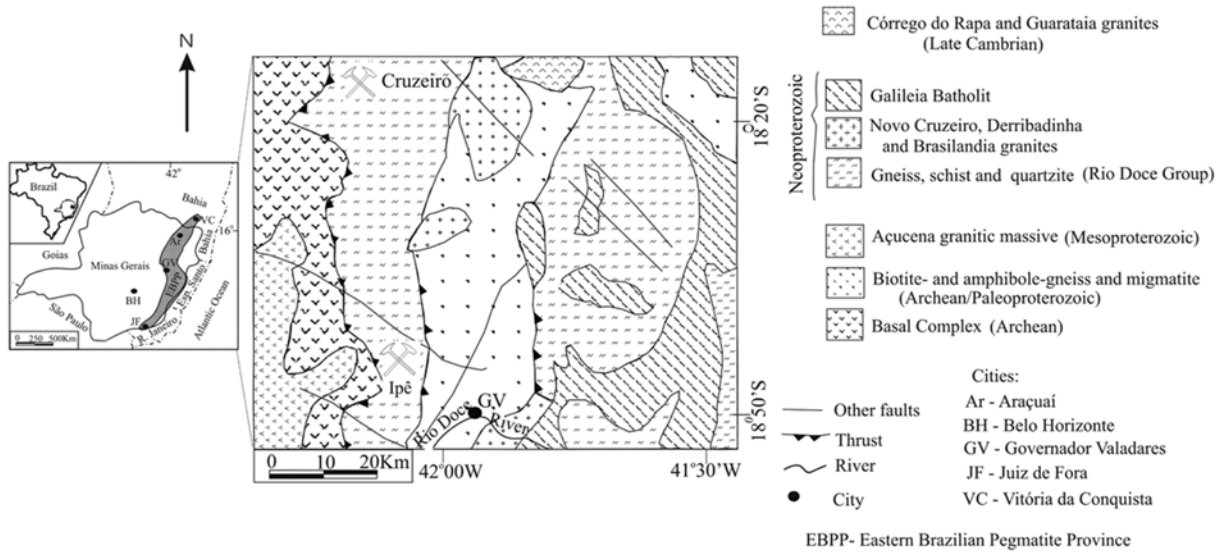 N
Cruzeiro
Ipê
GV
Rio Doce
River
0 10 20Km
42°00'W
41°30'W
18°20'S
18°50'S
Brazil
42°
Bahia
VC
16°
Ar
Bahia
Goias
Minas Gerais
GV
EBPP
Esp. Santo
BH
Atlantic Ocean
São Paulo
JF
R. Janeiro
0 250 500Km
Córrego do Rapa and Guarataia granites
(Late Cambrian)
Neoproterozoic
Galileia Batholit
Novo Cruzeiro, Derribadinha
and Brasilandia granites
Gneiss, schist and quartzite (Rio Doce Group)
Açucena granitic massive (Mesoproterozoic)
Biotite- and amphibole-gneiss and migmatite
(Archean/Paleoproterozoic)
Basal Complex (Archean)
Other faults
Thrust
River
City
Cities:
Ar - Araçuaí
BH - Belo Horizonte
GV - Governador Valadares
JF - Juiz de Fora
VC - Vitória da Conquista
EBPP- Eastern Brazilian Pegmatite Province